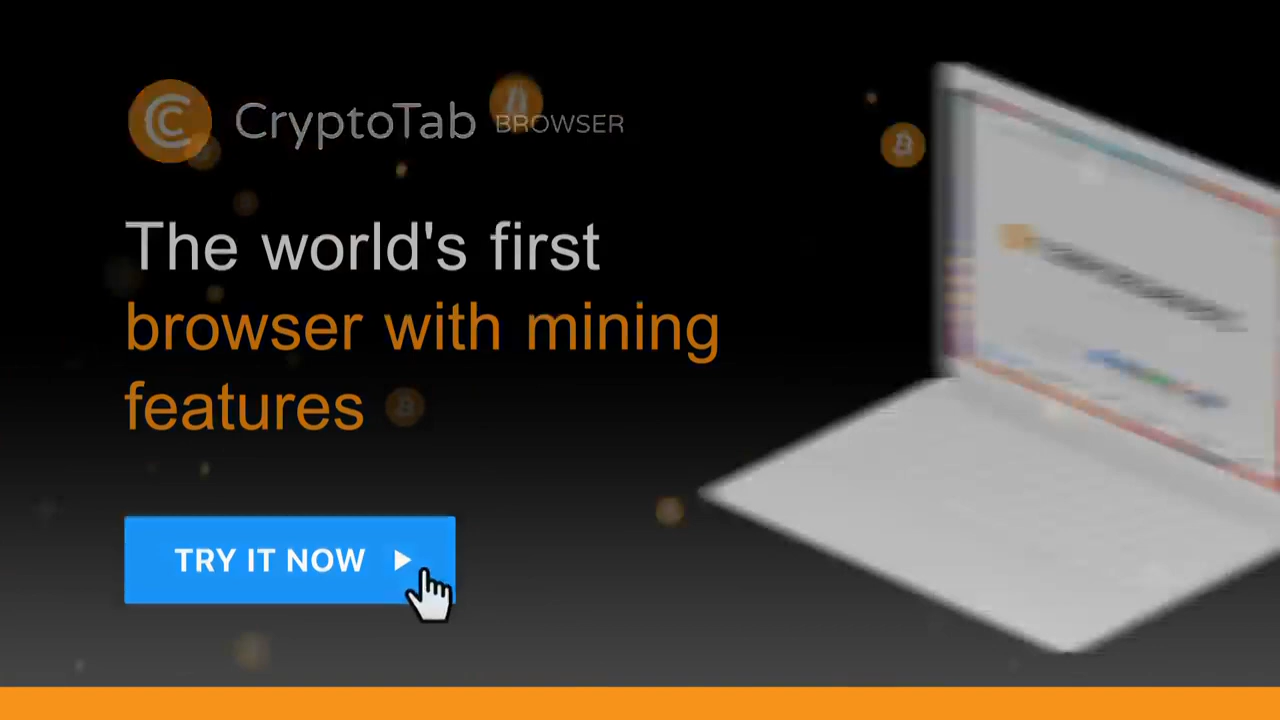 CryptoTab BROWSER
The world's first
browser with mining
features
TRY IT NOW